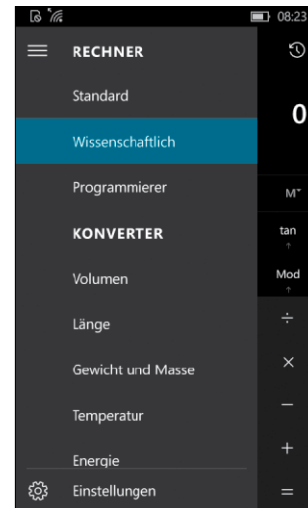 08:23
RECHNER
Standard
0
Wissenschaftlich
Programmierer
M˅
KONVERTER
tan
↑
Volumen
Mod
↑
Länge
÷
Gewicht und Masse
×
Temperatur
−
Energie
+
Einstellungen
=